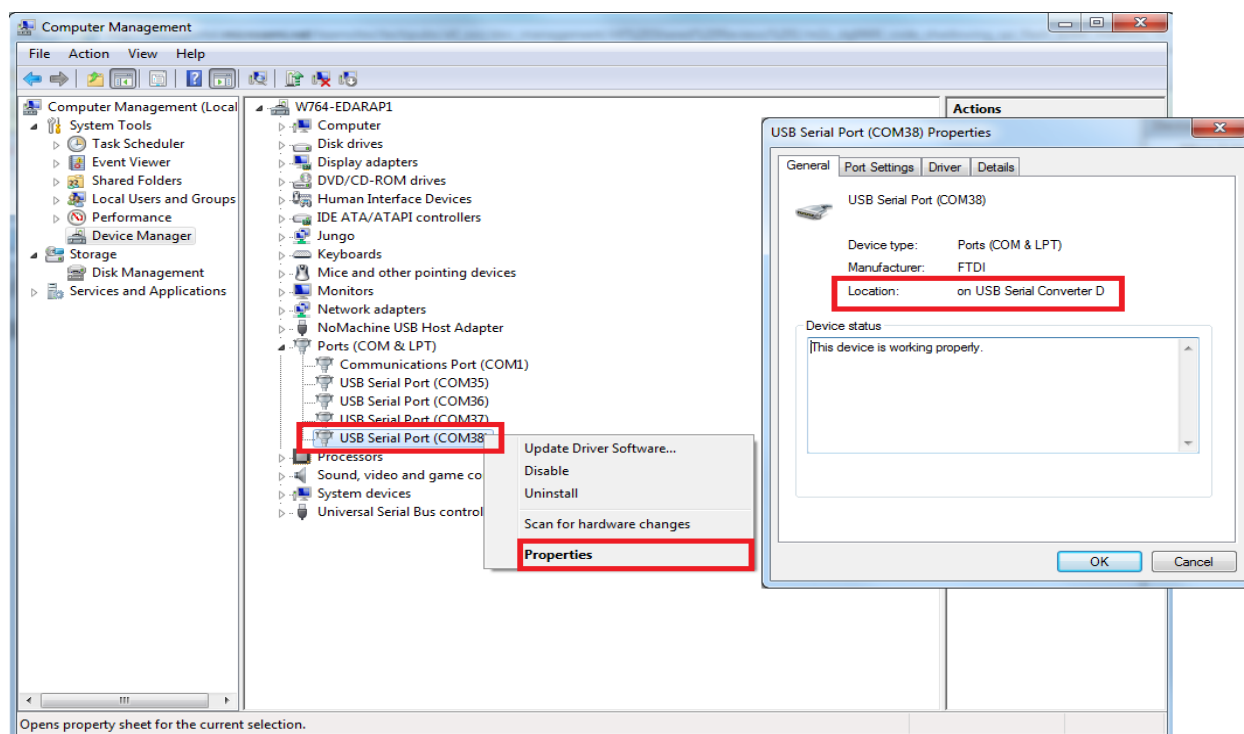 Computer Management
File Action View Help
Computer Management (Local
System Tools
Task Scheduler
Event Viewer
Shared Folders
Local Users and Groups
Performance
Device Manager
Storage
Disk Management
Services and Applications
W764-EDARAP1
Computer
Disk drives
Display adapters
DVD/CD-ROM drives
Human Interface Devices
IDE ATA/ATAPI controllers
Jungo
Keyboards
Mice and other pointing devices
Monitors
Network adapters
NoMachine USB Host Adapter
Ports (COM & LPT)
Communications Port (COM1)
USB Serial Port (COM35)
USB Serial Port (COM36)
USB Serial Port (COM37)
USB Serial Port (COM38
Processors
Sound, video and game co
System devices
Universal Serial Bus control
Update Driver Software...
Disable
Uninstall
Scan for hardware changes
Properties
Actions
USB Serial Port (COM38) Properties
General Port Settings Driver Details
USB Serial Port (COM38)
Device type: Ports (COM & LPT)
Manufacturer: FTDI
Location: on USB Serial Converter D
Device status
This device is working properly.
OK Cancel
Opens property sheet for the current selection.